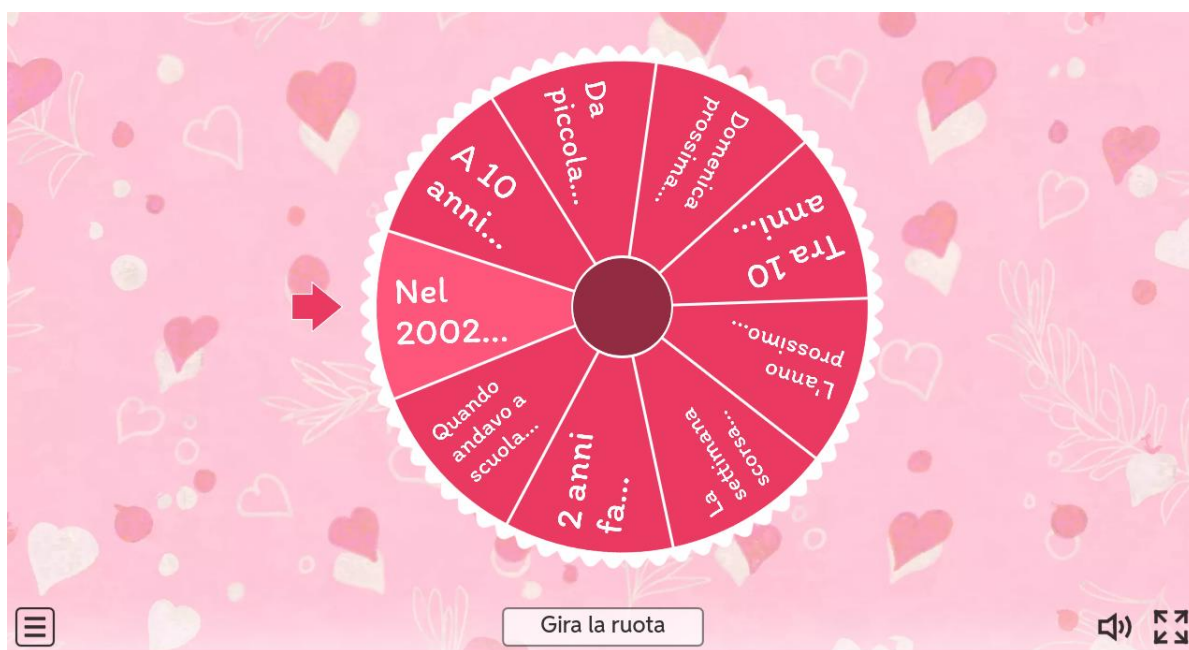 Da
piccola...
Domenica
prossima...
Tra 10
anni...
L'anno
prossimo...
La
settimana
scorsa...
2 anni
fa...
Quando
andavo a
scuola...
Nel
2002...
A 10
anni...
Gira la ruota